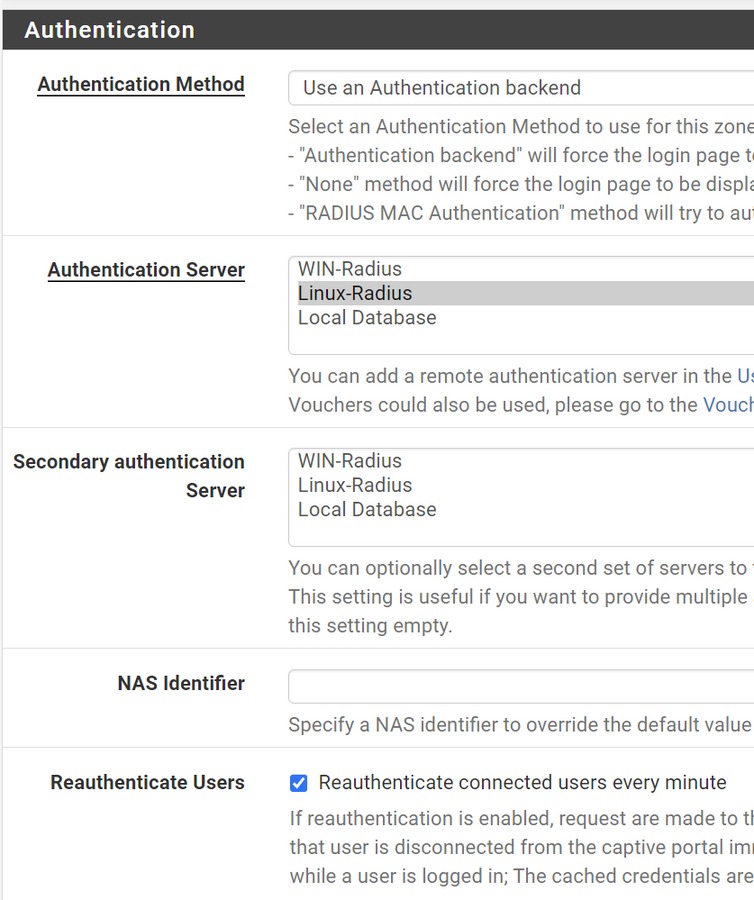 Authentication
Authentication Method
Use an Authentication backend
Select an Authentication Method to use for this zone
- "Authentication backend" will force the login page
- "None" method will force the login page to be
- "RADIUS MAC Authentication" method will try to
Authentication Server
WIN-Radius
Linux-Radius
Local Database
You can add a remote authentication server in the
Vouchers could also be used, please go to the
Secondary authentication
Server
WIN-Radius
Linux-Radius
Local Database
You can optionally select a second set of servers to
This setting is useful if you want to provide multiple
this setting empty.
NAS Identifier
Specify a NAS identifier to override the default value
Reauthenticate Users
Reauthenticate connected users every minute
If reauthentication is enabled, request are made to
that user is disconnected from the captive portal
while a user is logged in; The cached credentials are